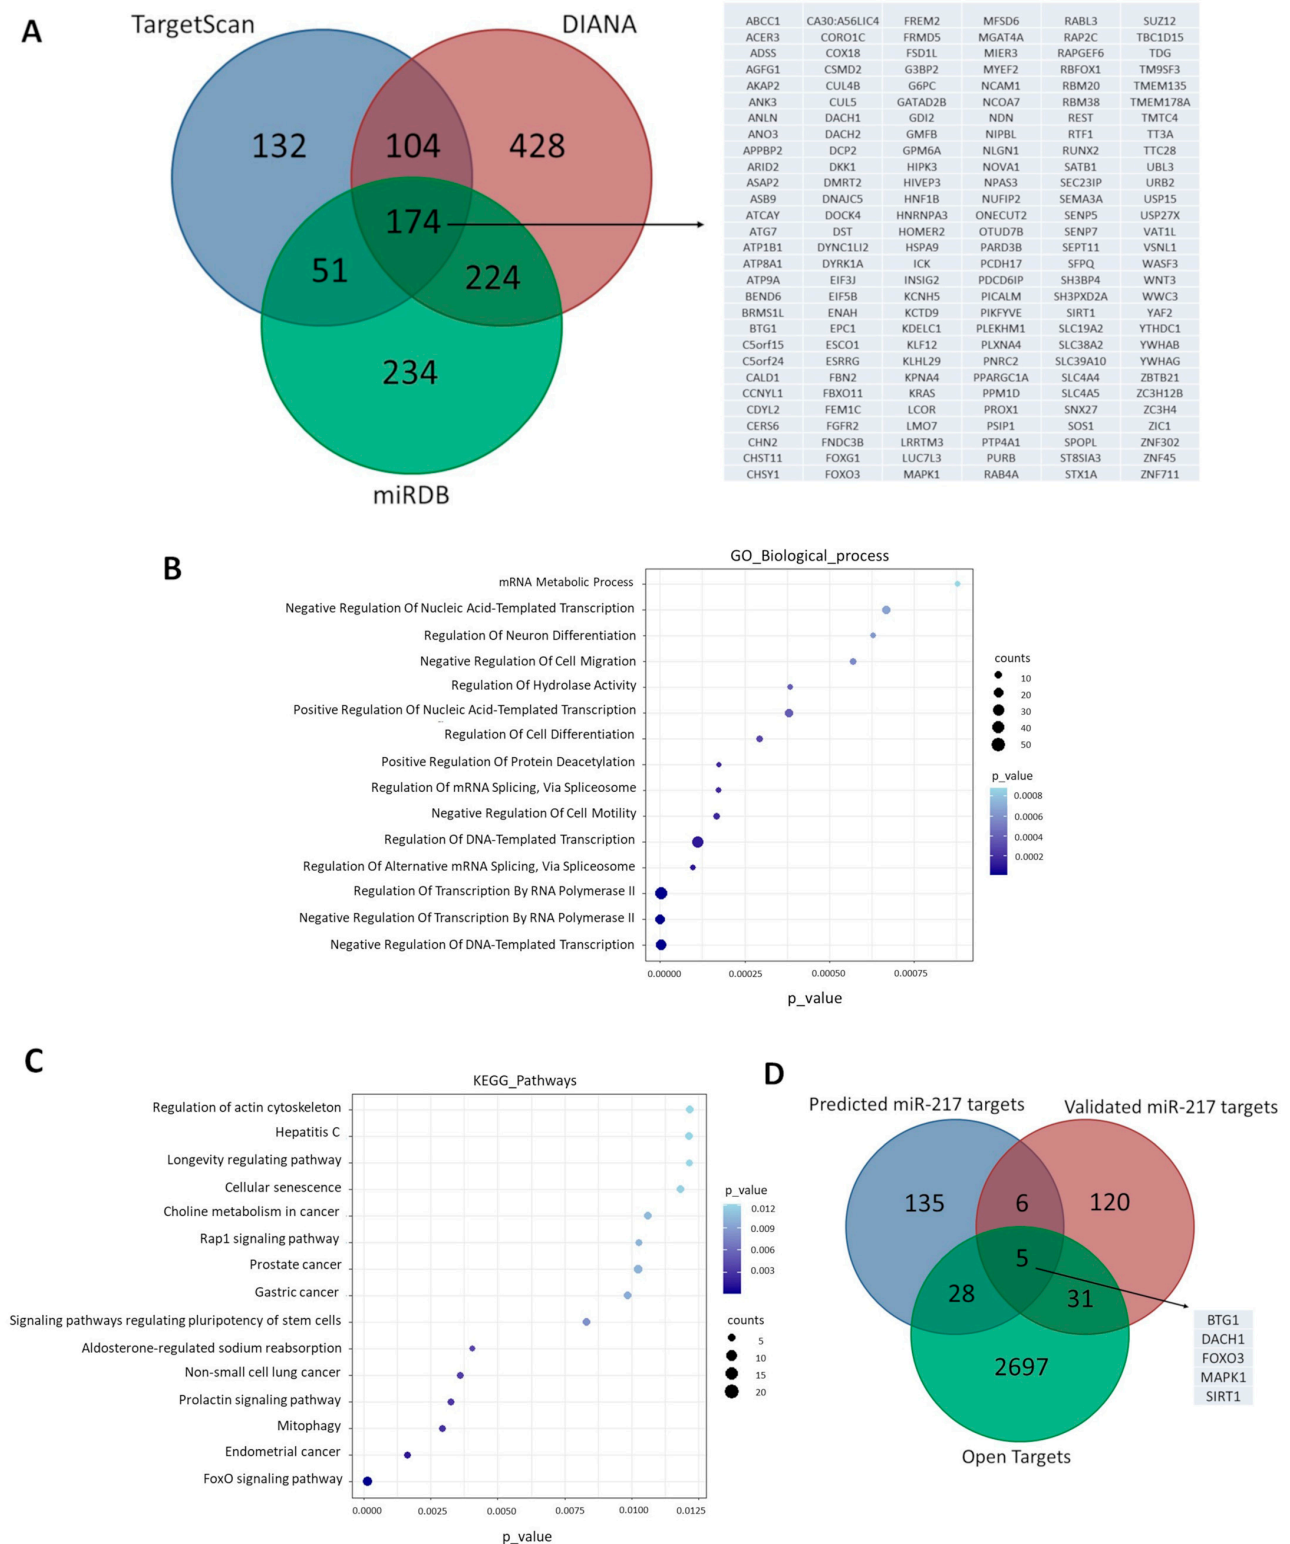 A
TargetScan
DIANA
132
104
428
174
51
224
234
miRDB
ABCC1 CA30:A56LIC4 FREM2 MFSD6 RABL3 SUZ12
ACER3 CORO1C FRMD5 MGAT4A RAP2C TBC1D15
ADSS COX18 FSD1L MIER3 RAPGEF6 TDG
AGFG1 CSMD2 G3BP2 MYEF2 RBFOX1 TM9SF3
AKAP2 CUL4B G6PC NCAM1 RBM20 TMEM135
ANK3 CUL5 GATAD2B NCOA7 RBM38 TMEM178A
ANLN DACH1 GDI2 NDN REST TMTC4
ANO3 DACH2 GMFB NIPBL RTF1 TT3A
APPBP2 DCP2 GPM6A NLGN1 RUNX2 TTC28
ARID2 DKK1 HIPK3 NOVA1 SATB1 UBL3
ASAP2 DMRT2 HIVEP3 NPAS3 SEC23IP URB2
ASB9 DNAJC5 HNF1B NUFIP2 SEMA3A USP15
ATCAY DOCK4 HNRNPA3 ONECUT2 SENP5 USP27X
ATG7 DST HOMER2 OTUD7B SENP7 VAT1L
ATP1B1 DYNC1LI2 HSPA9 PARD3B SEPT11 VSNL1
ATP8A1 DYRK1A ICK PCDH17 SFPQ WASF3
ATP9A EIF3J INSIG2 PDCD6IP SH3BP4 WNT3
BEND6 EIF5B KCNH5 PICALM SH3PXD2A WWC3
BRMS1L ENAH KCTD9 PIKFYVE SIRT1 YAF2
BTG1 EPC1 KDELC1 PLEKHM1 SLC19A2 YTHDC1
C5orf15 ESCO1 KLF12 PLXNA4 SLC38A2 YWHAB
C5orf24 ESRRG KLHL29 PNRC2 SLC39A10 YWHAG
CALD1 FBN2 KPNA4 PPARGC1A SLC4A4 ZBTB21
CCNYL1 FBXO11 KRAS PPM1D SLC4A5 ZC3H12B
CDYL2 FEM1C LCOR PROX1 SNX27 ZC3H4
CERS6 FGFR2 LMO7 PSIP1 SOS1 ZIC1
CHN2 FNDC3B LRRTM3 PTP4A1 SPOPL ZNF302
CHST11 FOXG1 LUC7L3 PURB ST8SIA3 ZNF45
CHSY1 FOXO3 MAPK1 RAB4A STX1A ZNF711
B
GO_Biological_process
mRNA Metabolic Process
Negative Regulation Of Nucleic Acid-Templated Transcription
Regulation Of Neuron Differentiation
Negative Regulation Of Cell Migration
Regulation Of Hydrolase Activity
Positive Regulation Of Nucleic Acid-Templated Transcription
Regulation Of Cell Differentiation
Positive Regulation Of Protein Deacetylation
Regulation Of mRNA Splicing, Via Spliceosome
Negative Regulation Of Cell Motility
Regulation Of DNA-Templated Transcription
Regulation Of Alternative mRNA Splicing, Via Spliceosome
Regulation Of Transcription By RNA Polymerase II
Negative Regulation Of Transcription By RNA Polymerase II
Negative Regulation Of DNA-Templated Transcription
0.00000 0.00025 0.00050 0.00075
p_value
counts
10
20
30
40
50
p_value
0.0008
0.0006
0.0004
0.0002
C
KEGG_Pathways
Regulation of actin cytoskeleton
Hepatitis C
Longevity regulating pathway
Cellular senescence
Choline metabolism in cancer
Rap1 signaling pathway
Prostate cancer
Gastric cancer
Signaling pathways regulating pluripotency of stem cells
Aldosterone-regulated sodium reabsorption
Non-small cell lung cancer
Prolactin signaling pathway
Mitophagy
Endometrial cancer
FoxO signaling pathway
0.0000 0.0025 0.0050 0.0075 0.0100 0.0125
p_value
p_value
0.012
0.009
0.006
0.003
counts
5
10
15
20
D
Predicted miR-217 targets
Validated miR-217 targets
135
6
120
5
28
31
2697
Open Targets
BTG1
DACH1
FOXO3
MAPK1
SIRT1